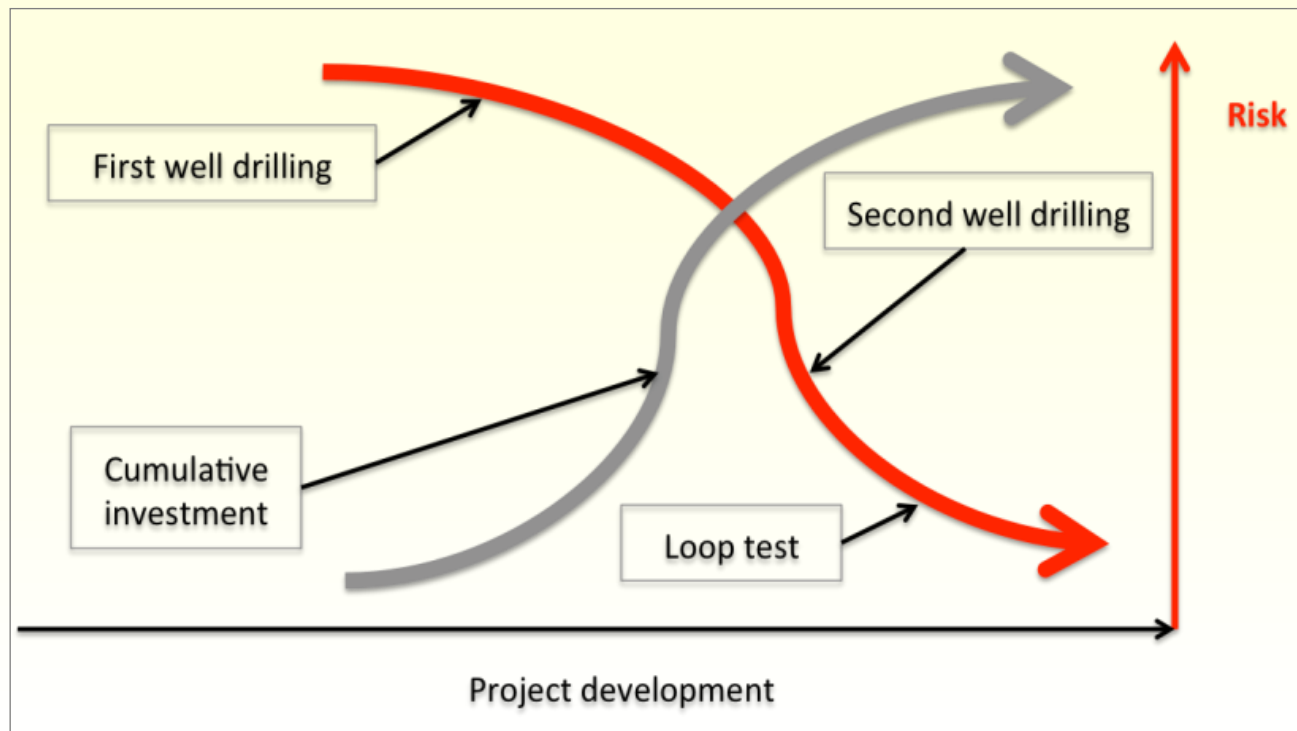 Risk
First well drilling
Second well drilling
Cumulative
investment
Loop test
Project development